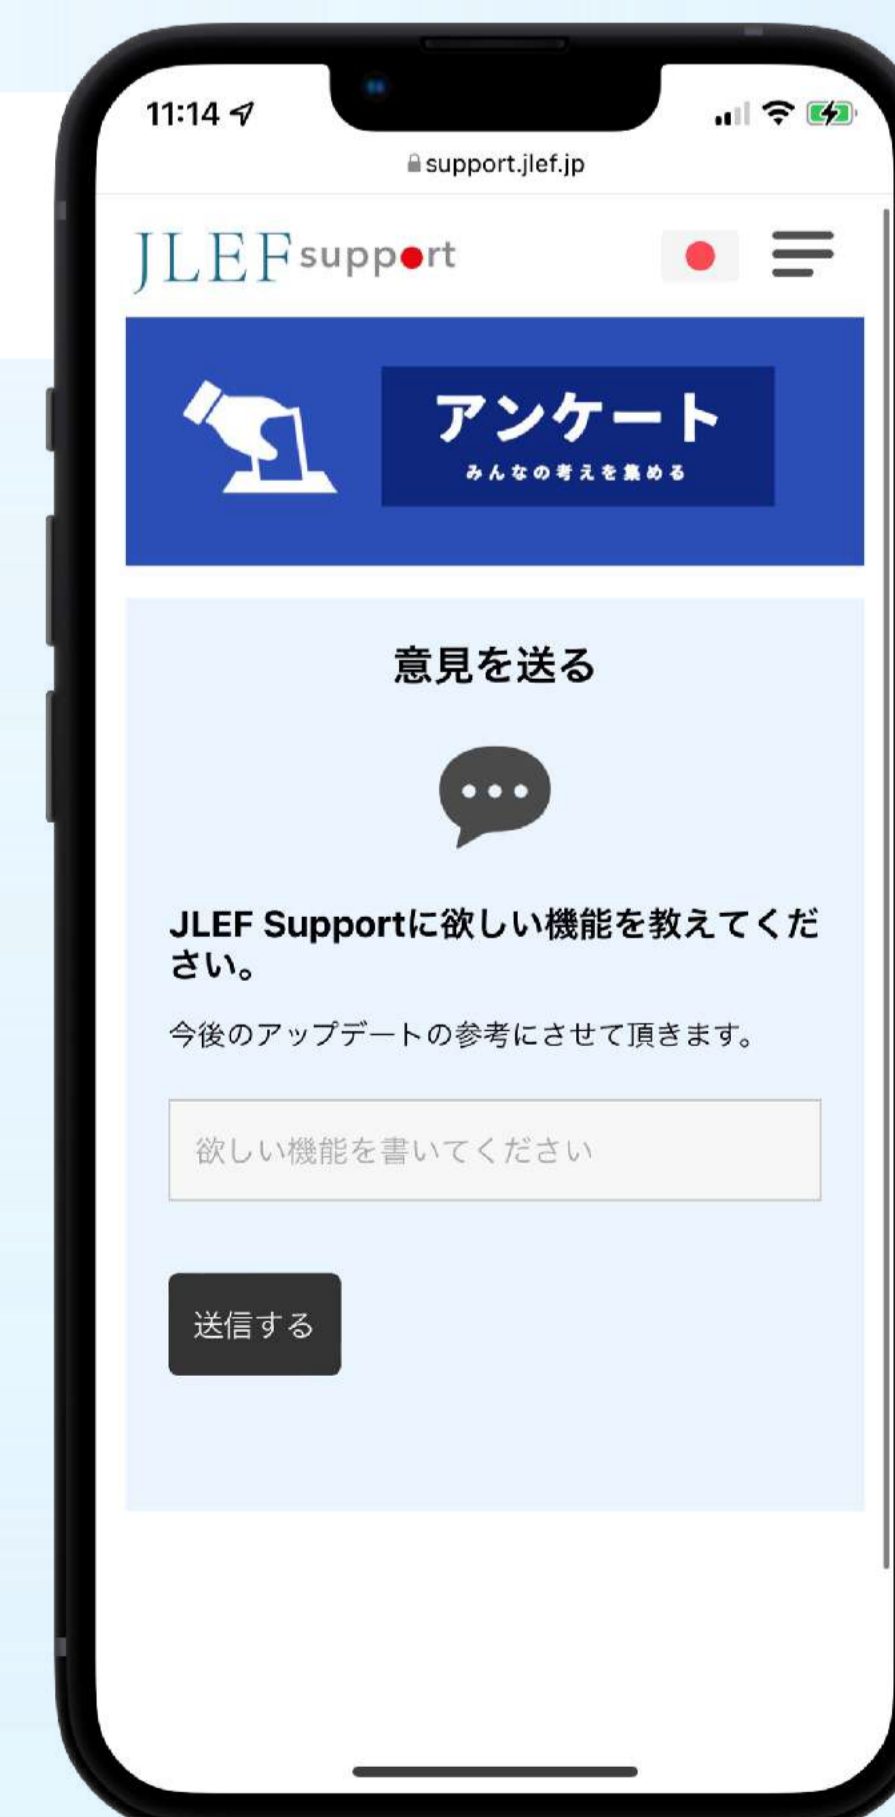 11:14
support.jlef.jp
JLEF support
アンケート
みんなの考えを集める
意見を送る
JLEF Supportに欲しい機能を教えてくだ
さい。
今後のアップデートの参考にさせて頂きます。
欲しい機能を書いてください
送信する